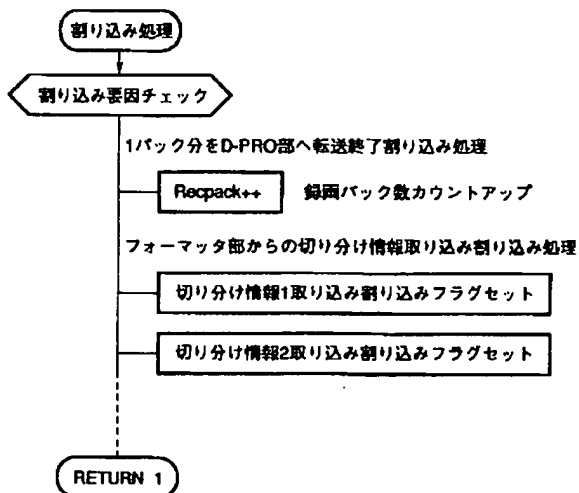 割り込み処理
割り込み要因チェック
1パック分をD-PRO部へ転送終了割り込み処理
Recpack++ 録画パック数カウントアップ
フォーマッタ部からの切り分け情報取り込み割り込み処理
切り分け情報1取り込み割り込みフラグセット
切り分け情報2取り込み割り込みフラグセット
RETURN 1